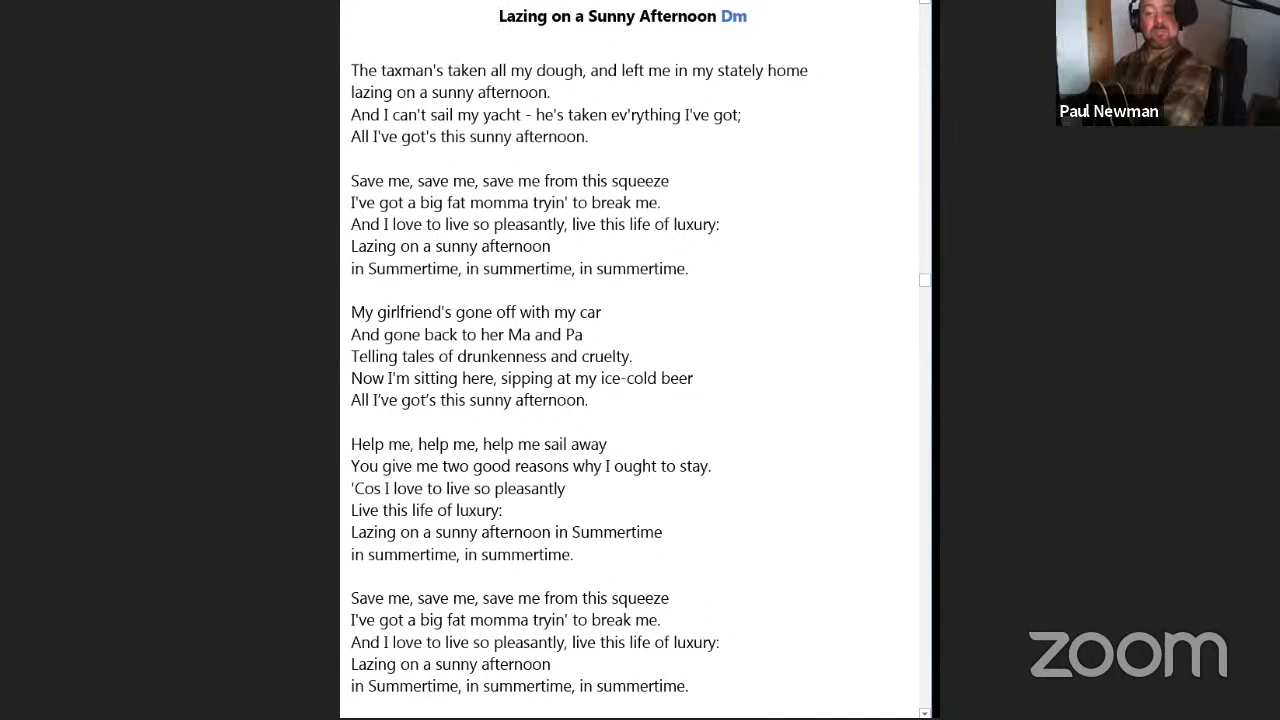 Lazing on a Sunny Afternoon Dm
The taxman's taken all my dough, and left me in my stately home
lazing on a sunny afternoon.
And I can't sail my yacht - he's taken ev'rything I've got;
All I've got's this sunny afternoon.
Save me, save me, save me from this squeeze
I've got a big fat momma tryin' to break me.
And I love to live so pleasantly, live this life of luxury:
Lazing on a sunny afternoon
in Summertime, in summertime, in summertime.
My girlfriend's gone off with my car
And gone back to her Ma and Pa
Telling tales of drunkenness and cruelty.
Now I'm sitting here, sipping at my ice-cold beer
All I’ve got’s this sunny afternoon.
Help me, help me, help me sail away
You give me two good reasons why I ought to stay.
'Cos I love to live so pleasantly
Live this life of luxury:
Lazing on a sunny afternoon in Summertime
in summertime, in summertime.
Save me, save me, save me from this squeeze
I've got a big fat momma tryin' to break me.
And I love to live so pleasantly, live this life of luxury:
Lazing on a sunny afternoon
in Summertime, in summertime, in summertime.
Paul Newman
zoom